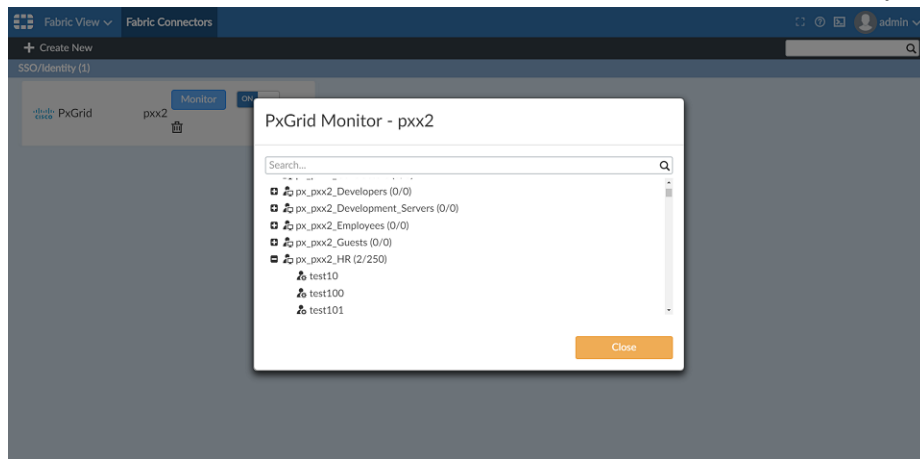 Fabric View Fabric Connectors admin
Create New
SSO/Identity (1)
Monitor ON
CISCO PxGrid pxx2
PxGrid Monitor - pxx2
Search...
px_pxx2_Developers (0/0)
px_pxx2_Development_Servers (0/0)
px_pxx2_Employees (0/0)
px_pxx2_Guests (0/0)
px_pxx2_HR (2/250)
test10
test100
test101
Close